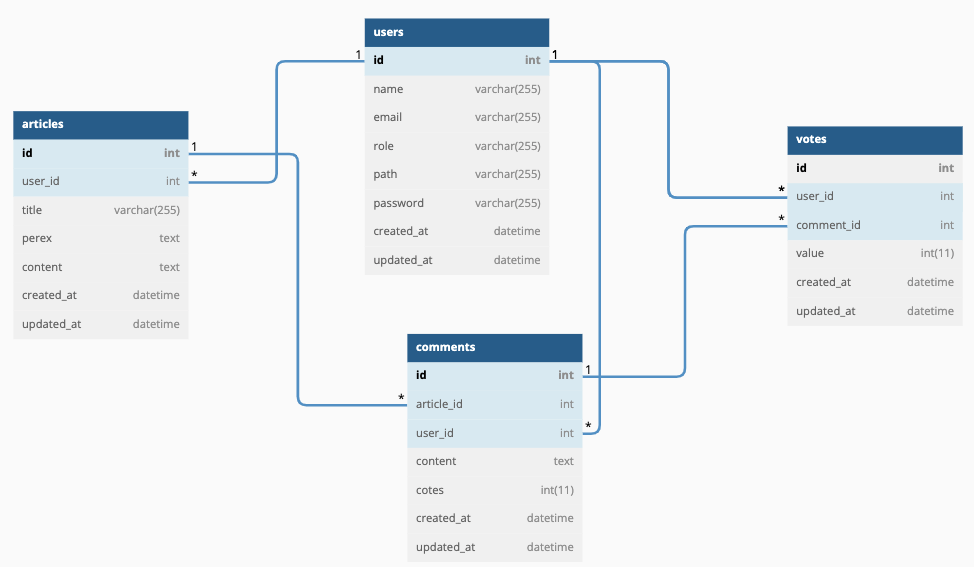 users
1
id int
1
name varchar(255)
email varchar(255)
role varchar(255)
path varchar(255)
password varchar(255)
created_at datetime
updated_at datetime
articles
id int
1
user_id int
*
title varchar(255)
perex text
content text
created_at datetime
updated_at datetime
votes
id int
*
user_id int
*
comment_id int
value int(11)
created_at datetime
updated_at datetime
comments
id int
1
*
article_id int
user_id int
*
content text
cotes int(11)
created_at datetime
updated_at datetime